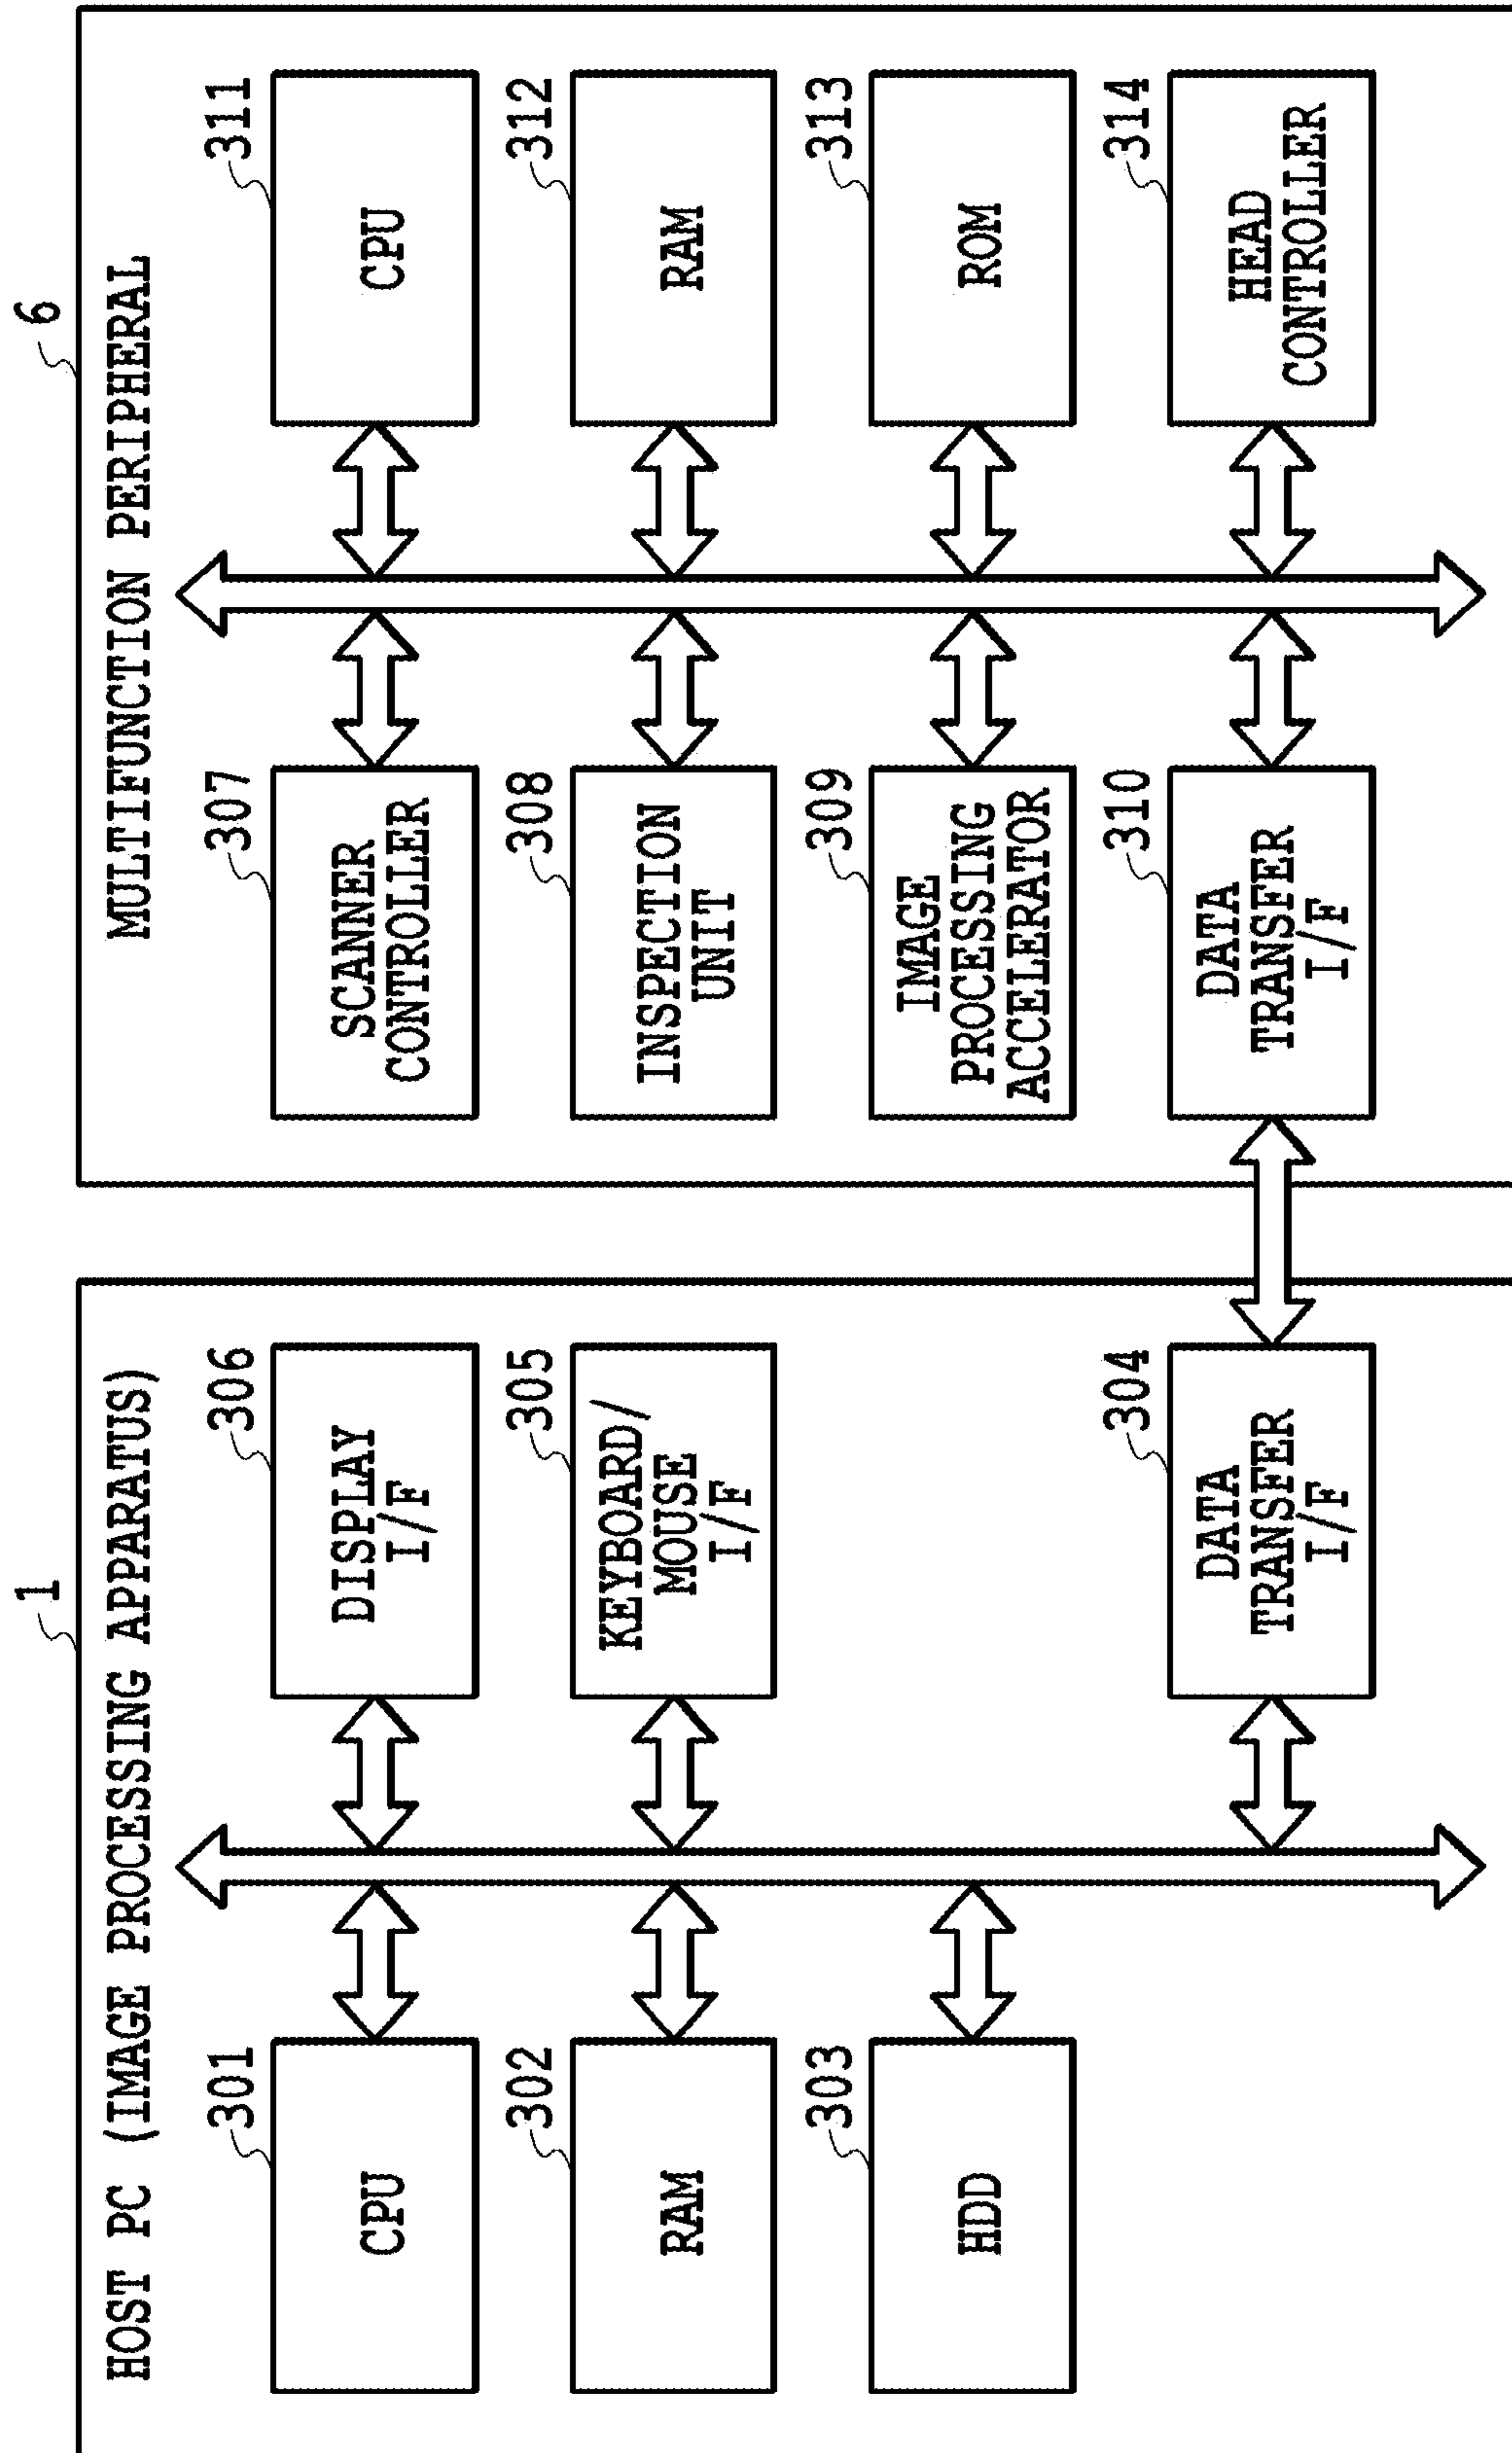 1
HOST PC (IMAGE PROCESSING APPARATUS)
301
CPU
302
RAM
303
HDD
306
DISPLAY
I/F
305
KEYBOARD/
MOUSE
I/F
304
DATA
TRANSFER
I/F
6
MULTIFUNCTION PERIPHERAL
307
SCANNER
CONTROLLER
308
INSPECTION
UNIT
309
IMAGE
PROCESSING
ACCELERATOR
310
DATA
TRANSFER
I/F
311
CPU
312
RAM
313
ROM
314
HEAD
CONTROLLER